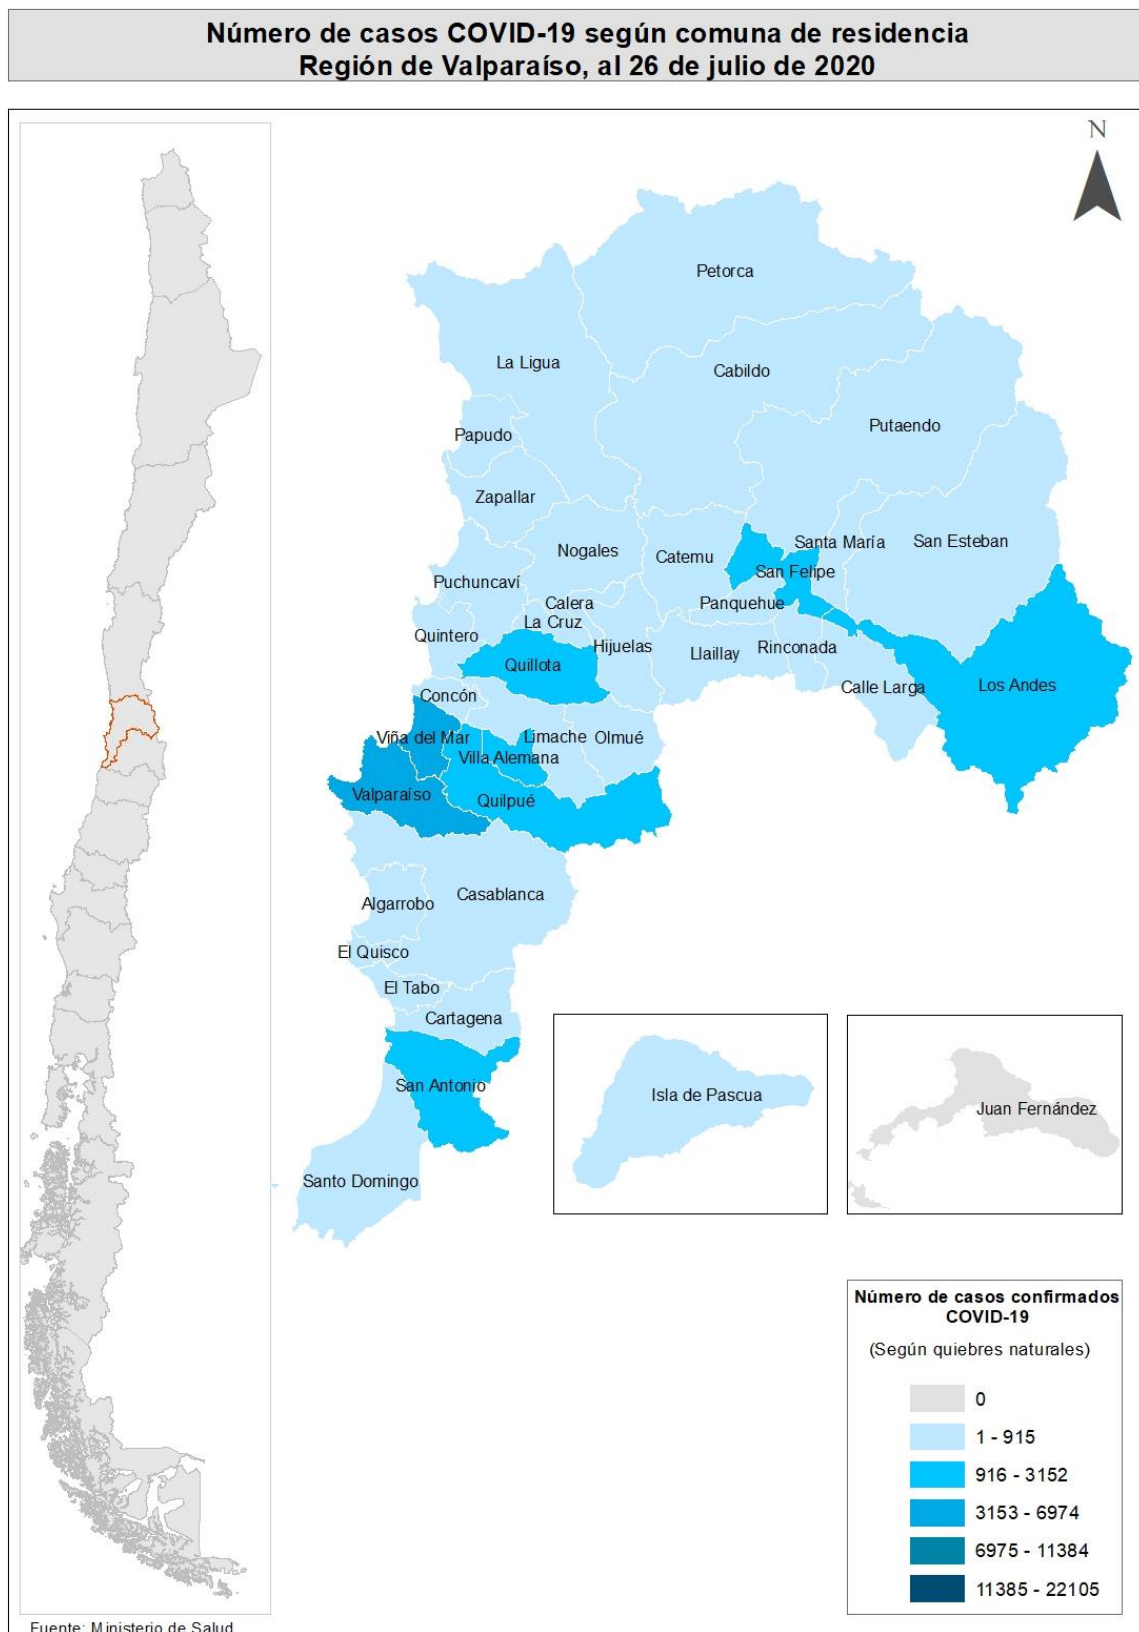 Número de casos COVID-19 según comuna de residencia
Región de Valparaíso, al 26 de julio de 2020
N
Petorca
La Ligua
Cabildo
Putaendo
Papudo
Zapallar
Nogales
Catemu
Santa María
San Esteban
San Felipe
Puchuncaví
Calera
Panquehue
La Cruz
Quintero
Hijuelas
Llaillay
Rinconada
Quillota
Calle Larga
Los Andes
Concón
Viña del Mar
Limache
Olmué
Villa Alemana
Valparaíso
Quilpué
Casablanca
Algarrobo
El Quisco
El Tabo
Cartagena
San Antonio
Isla de Pascua
Juan Fernández
Santo Domingo
Número de casos confirmados
COVID-19
(Según quiebres naturales)
0
1 - 915
916 - 3152
3153 - 6974
6975 - 11384
11385 - 22105
Fuente: Ministerio de Salud